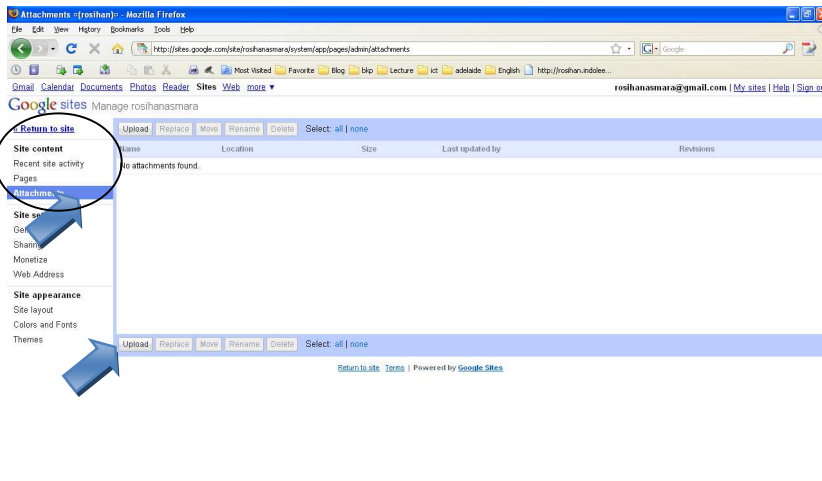 Attachments ¤{rosihan}¤ - Mozilla Firefox
File Edit View History Bookmarks Tools Help
http://sites.google.com/site/rosihanasmara/system/app/pages/admin/attachments
Google
Most Visited Favorite Blog bkp Lecture ict adelaide English http://rosihan.indolee...
Gmail Calendar Documents Photos Reader Sites Web more ▼ rosihanasmara@gmail.com | My sites | Help | Sign ou
Google sites Manage rosihanasmara
« Return to site
Upload Replace Move Rename Delete Select: all | none
Site content
Name Location Size Last updated by Revisions
Recent site activity
No attachments found.
Pages
Attachments
Site se
Gen
Sharing
Monetize
Web Address
Site appearance
Site layout
Colors and Fonts
Themes
Upload Replace Move Rename Delete Select: all | none
Return to site Terms | Powered by Google Sites